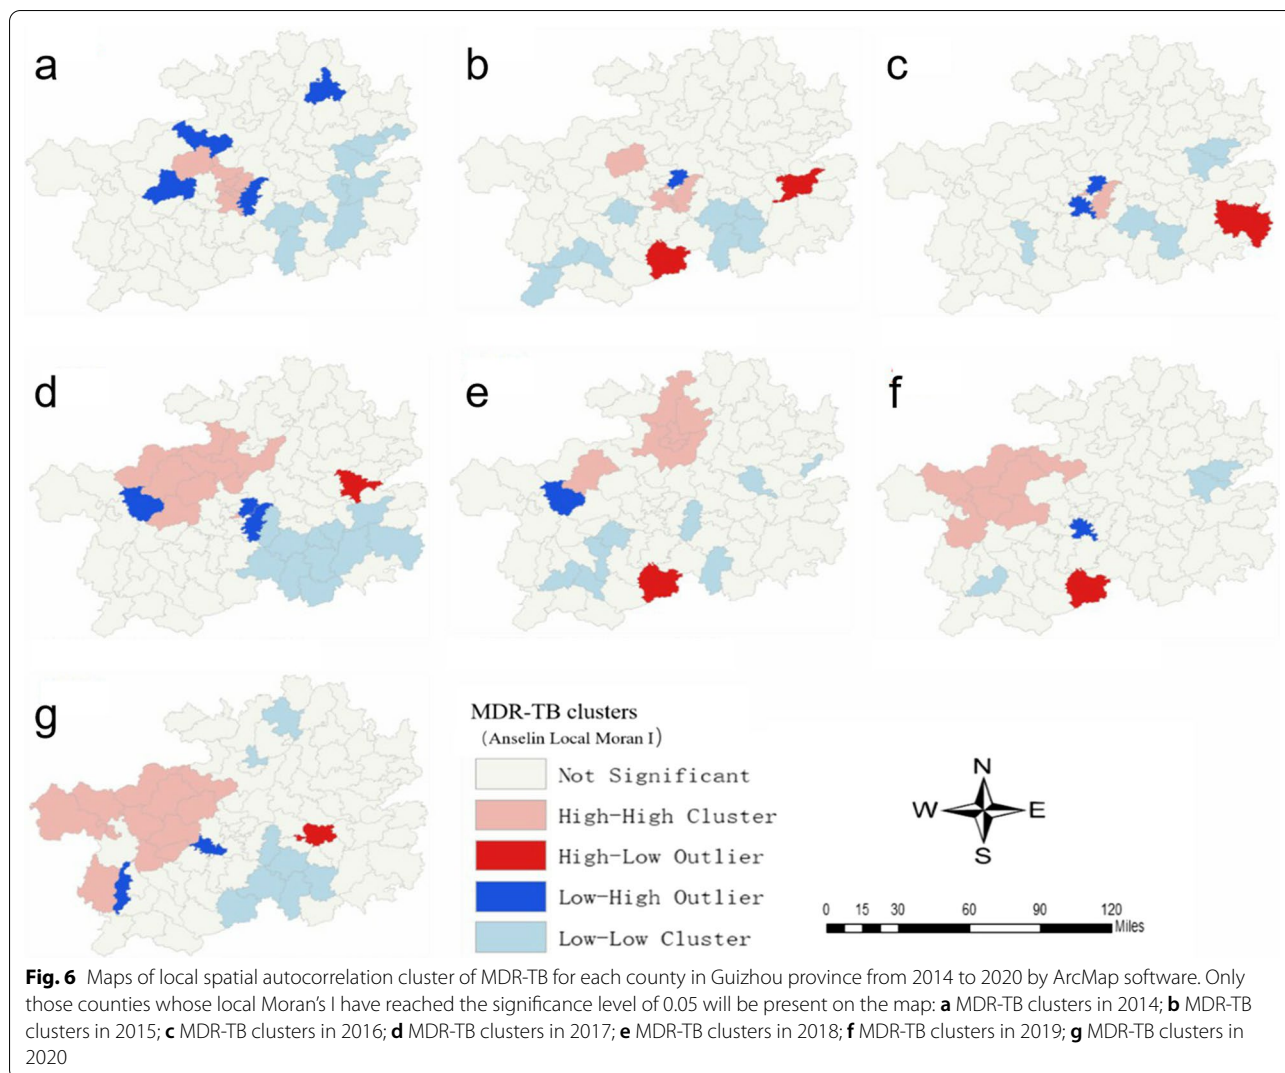 a
b
c
d
e
f
g
MDR-TB clusters
(Anselin Local Moran I)
Not Significant
High-High Cluster
High-Low Outlier
Low-High Outlier
Low-Low Cluster
N
W E
S
0 15 30 60 90 120
Miles
Fig. 6 Maps of local spatial autocorrelation cluster of MDR-TB for each county in Guizhou province from 2014 to 2020 by ArcMap software. Only
those counties whose local Moran's I have reached the significance level of 0.05 will be present on the map: a MDR-TB clusters in 2014; b MDR-TB
clusters in 2015; c MDR-TB clusters in 2016; d MDR-TB clusters in 2017; e MDR-TB clusters in 2018; f MDR-TB clusters in 2019; g MDR-TB clusters in
2020